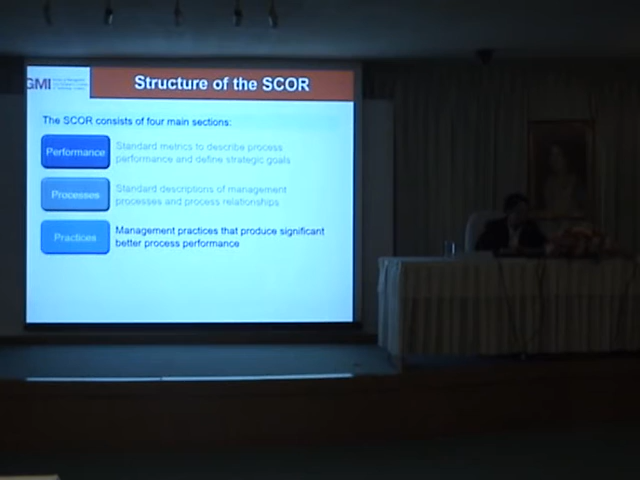 GMI
Structure of the SCOR
The SCOR consists of four main sections:
Performance
Standard metrics to describe process
performance and define strategic goals
Processes
Standard descriptions of management
processes and process relationships
Practices
Management practices that produce significant
better process performance